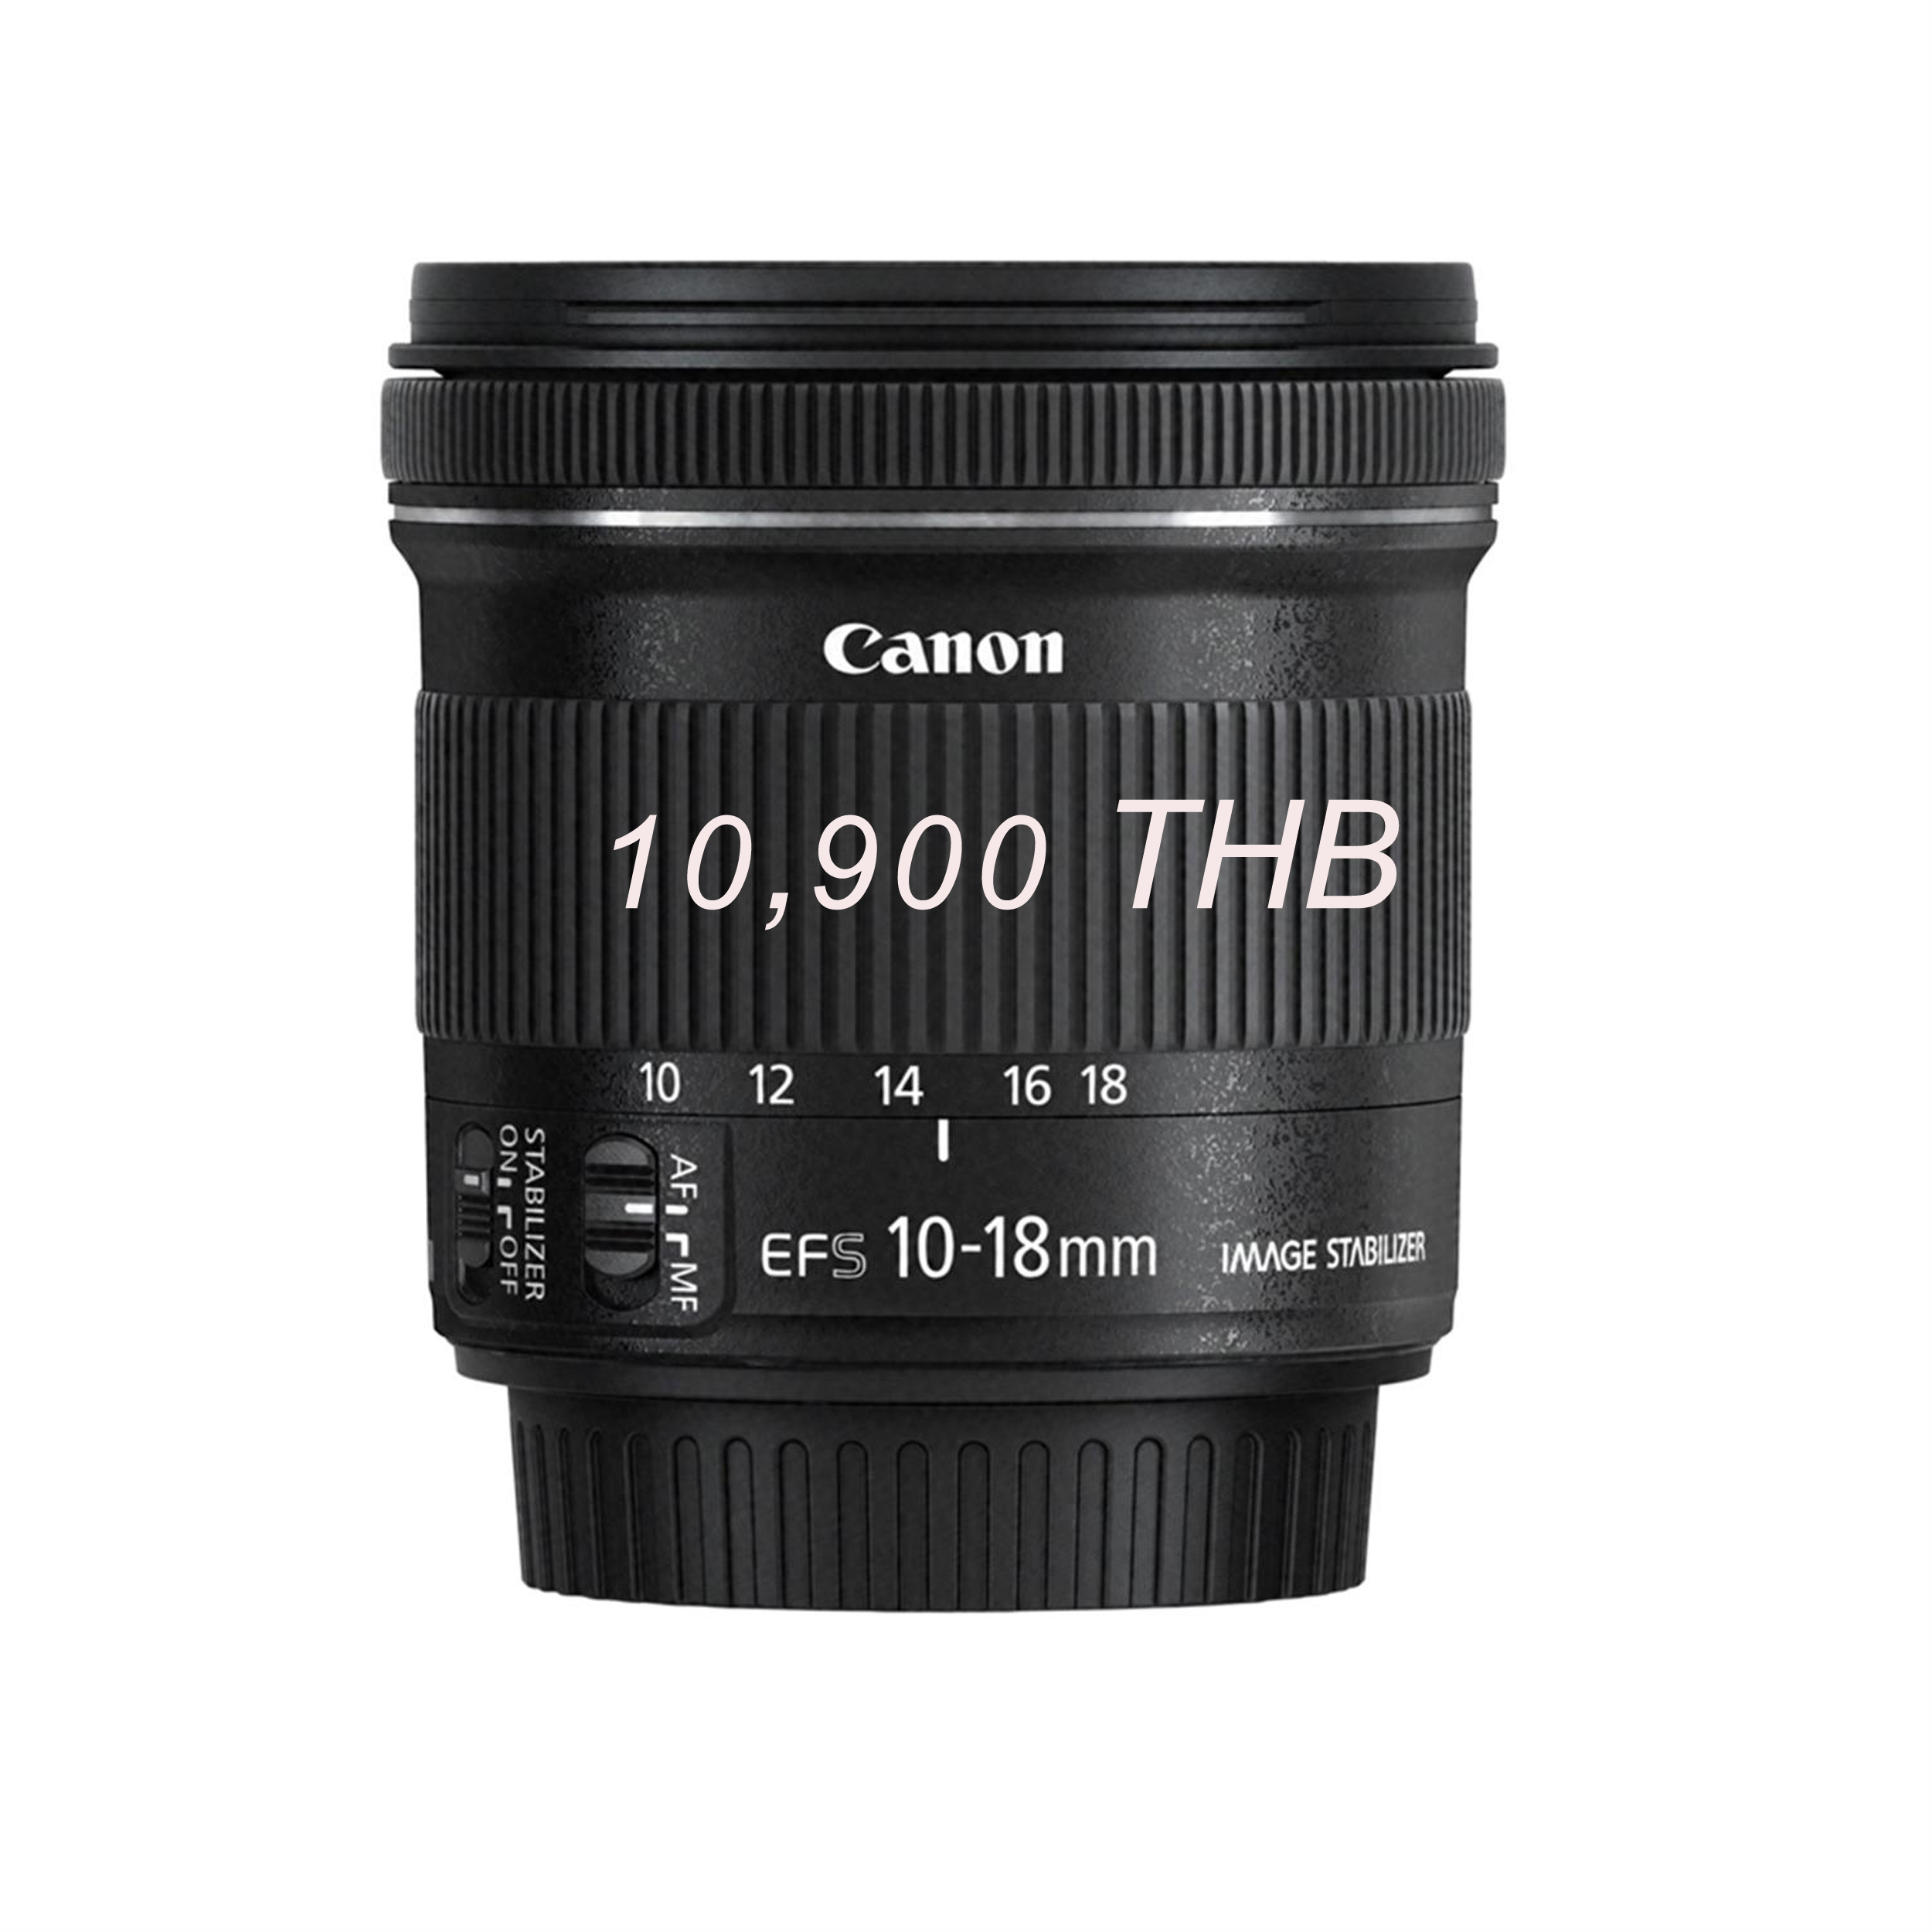 Canon
10,900 THB
10 12 14 16 18
STABILIZER
ON OFF
AF MF
EFS 10-18mm
IMAGE STABILIZER